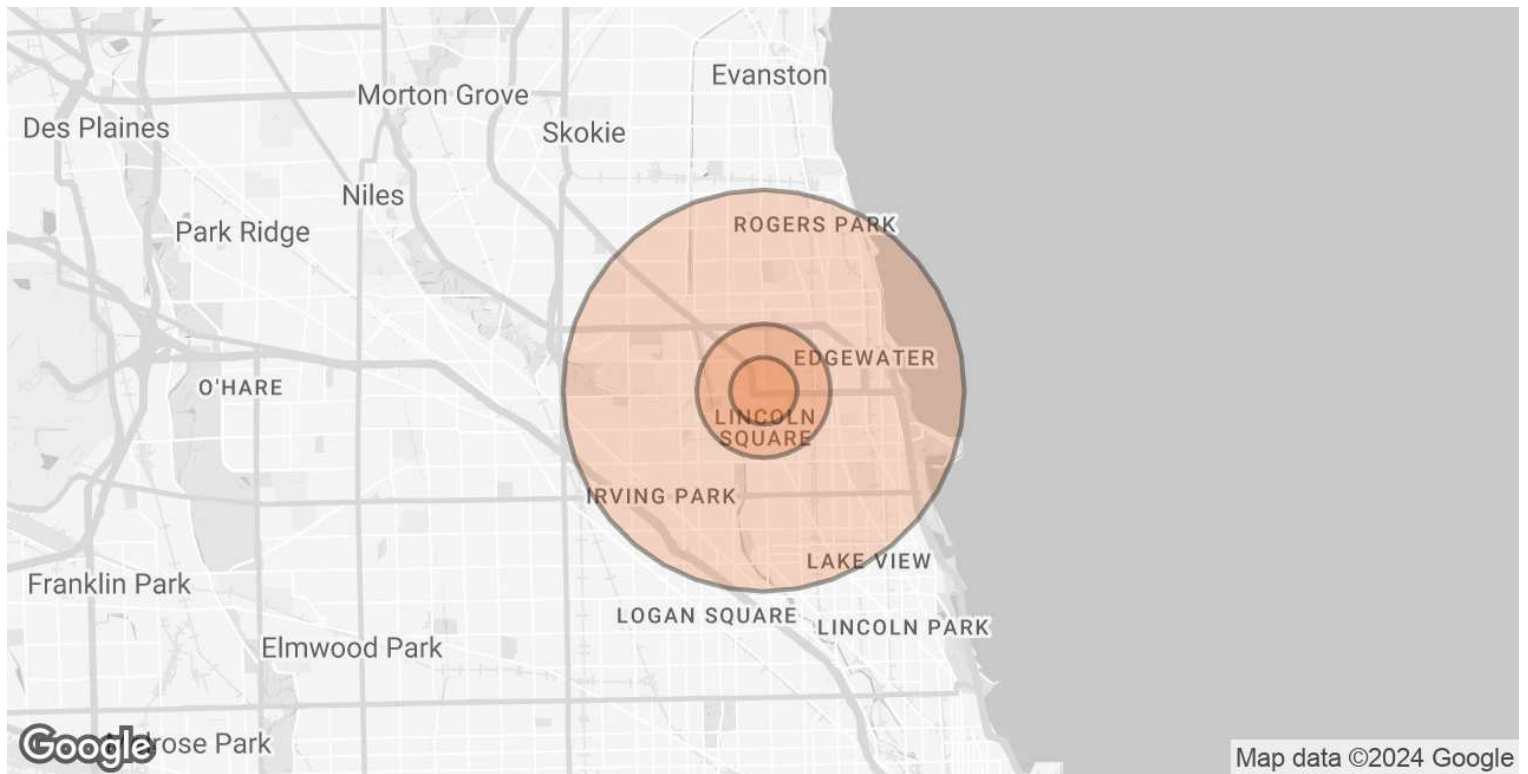 Evanston
Morton Grove
Des Plaines
Skokie
Niles
ROGERS PARK
Park Ridge
EDGEWATER
O'HARE
LINCOLN
SQUARE
IRVING PARK
LAKE VIEW
Franklin Park
LOGAN SQUARE
LINCOLN PARK
Elmwood Park
Google
Park
Map data ©2024 Google